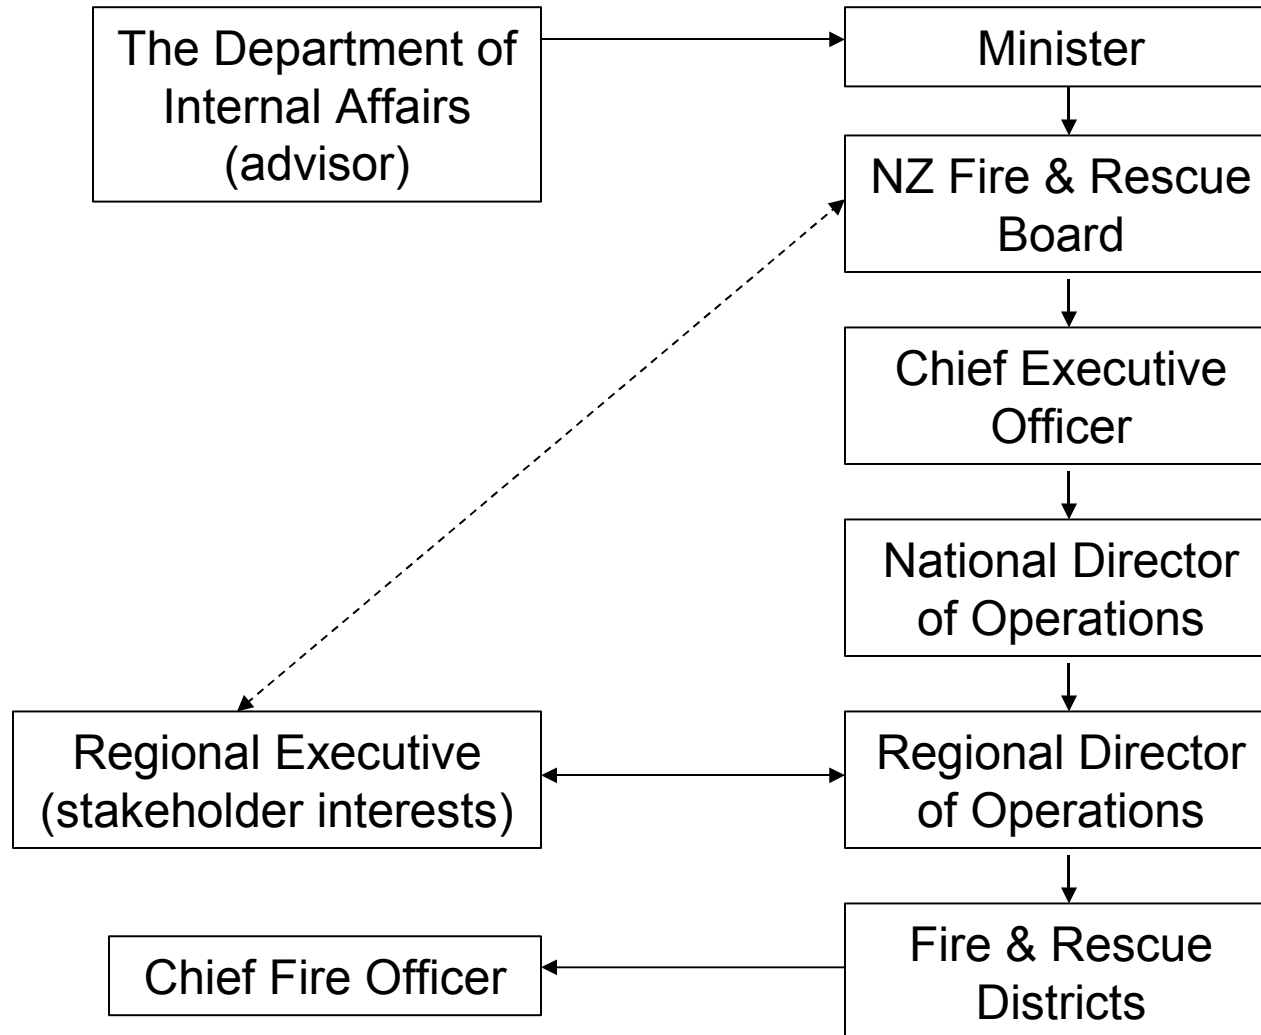 The Department of
Internal Affairs
(advisor)
Minister
NZ Fire & Rescue
Board
Chief Executive
Officer
National Director
of Operations
Regional Executive
(stakeholder interests)
Regional Director
of Operations
Chief Fire Officer
Fire & Rescue
Districts